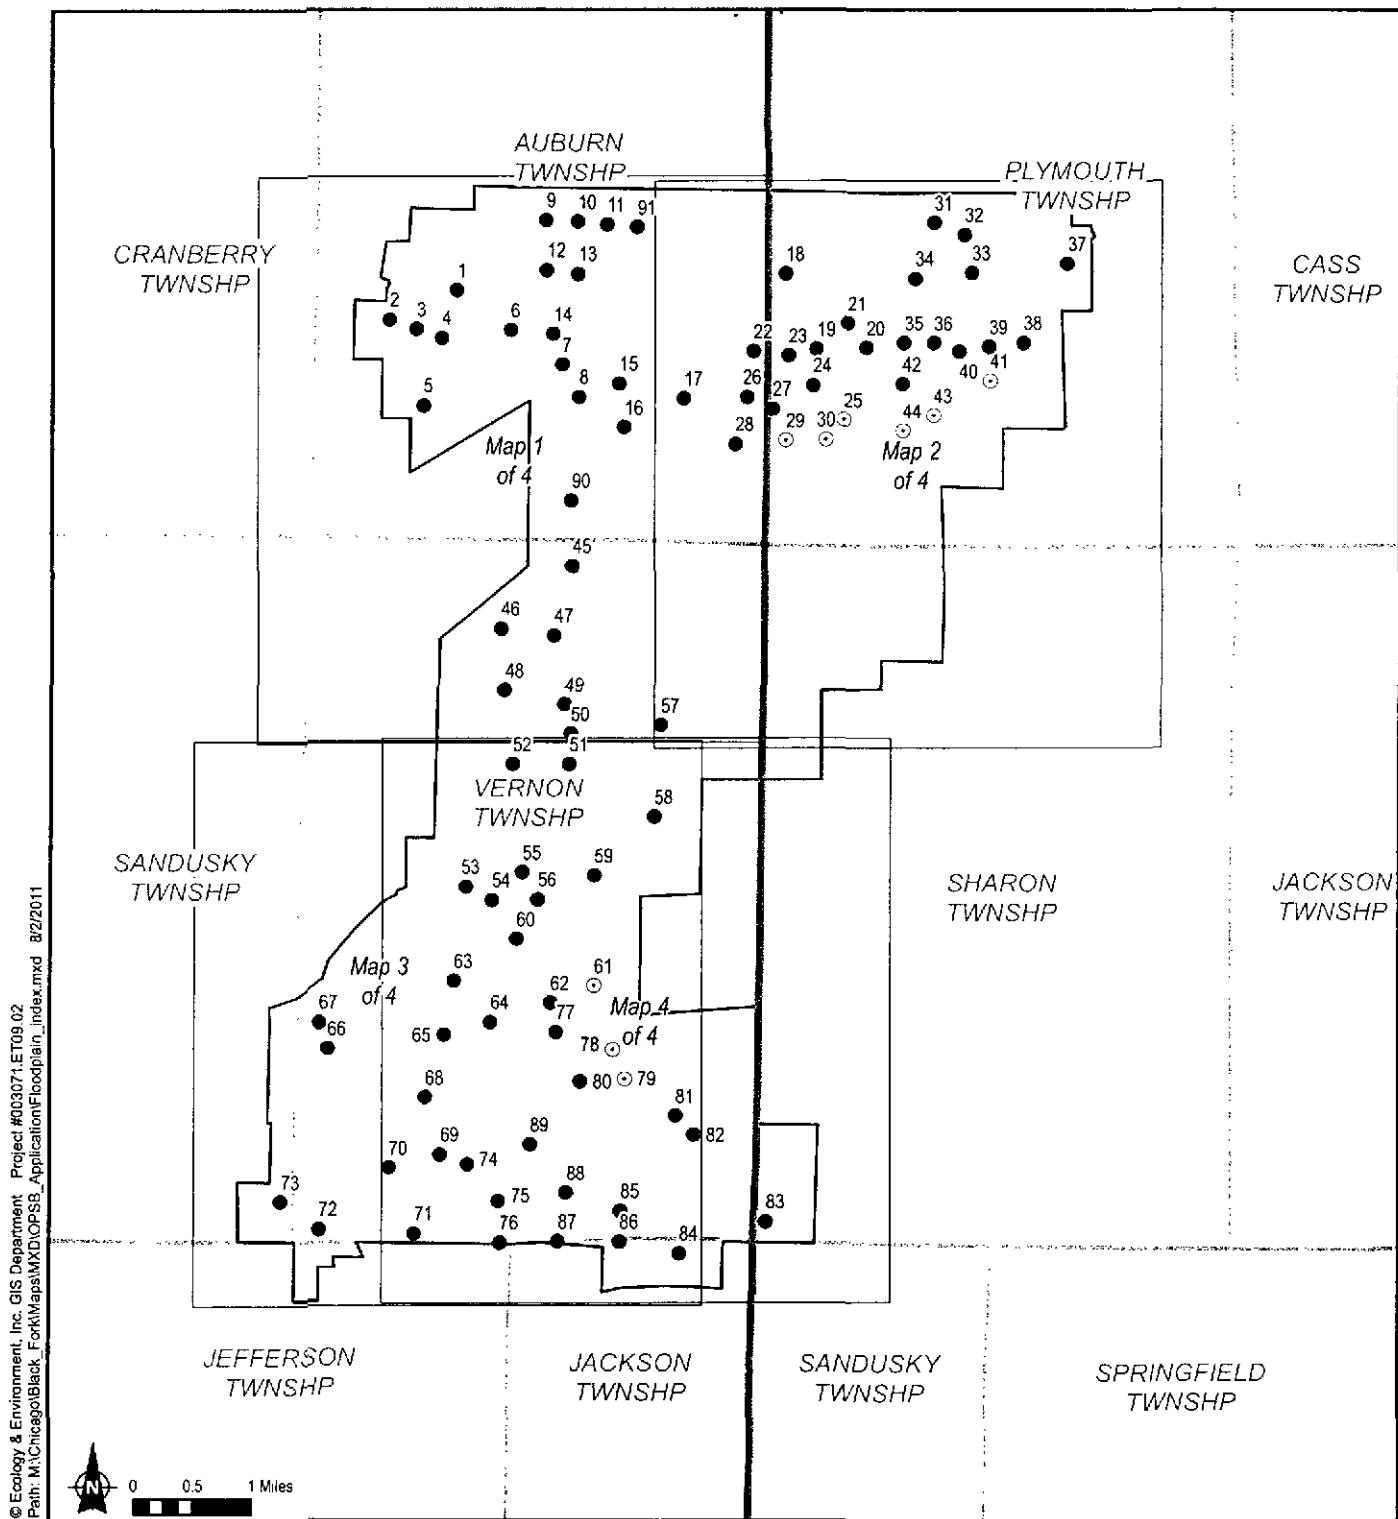 AUBURN
TWNSHP
PLYMOUTH
TWNSHP
CRANBERRY
TWNSHP
CASS
TWNSHP
9
10
11
91
31
32
12
13
18
34
33
37
1
2
3
4
6
14
7
21
22
23
19
20
35
36
39
38
40
41
5
8
15
16
17
26
27
24
25
42
43
44
28
29
30
Map 1
of 4
Map 2
of 4
90
45
46
47
48
49
50
57
52
51
VERNON
TWNSHP
58
SANDUSKY
TWNSHP
53
54
55
56
59
SHARON
TWNSHP
JACKSON
TWNSHP
60
Map 3
of 4
63
61
62
Map 4
of 4
67
66
65
64
77
78
80
79
68
81
82
70
69
74
89
73
72
71
75
76
88
87
85
86
84
83
JEFFERSON
TWNSHP
JACKSON
TWNSHP
SANDUSKY
TWNSHP
SPRINGFIELD
TWNSHP
N
0 0.5 1 Miles
© Ecology & Environment, Inc. GIS Department Project #003071.ET09.02
Path: M:\Chicago\Black_Fork\Maps\MXD\OPSB_Application\Floodplain_index.mxd 8/2/2011